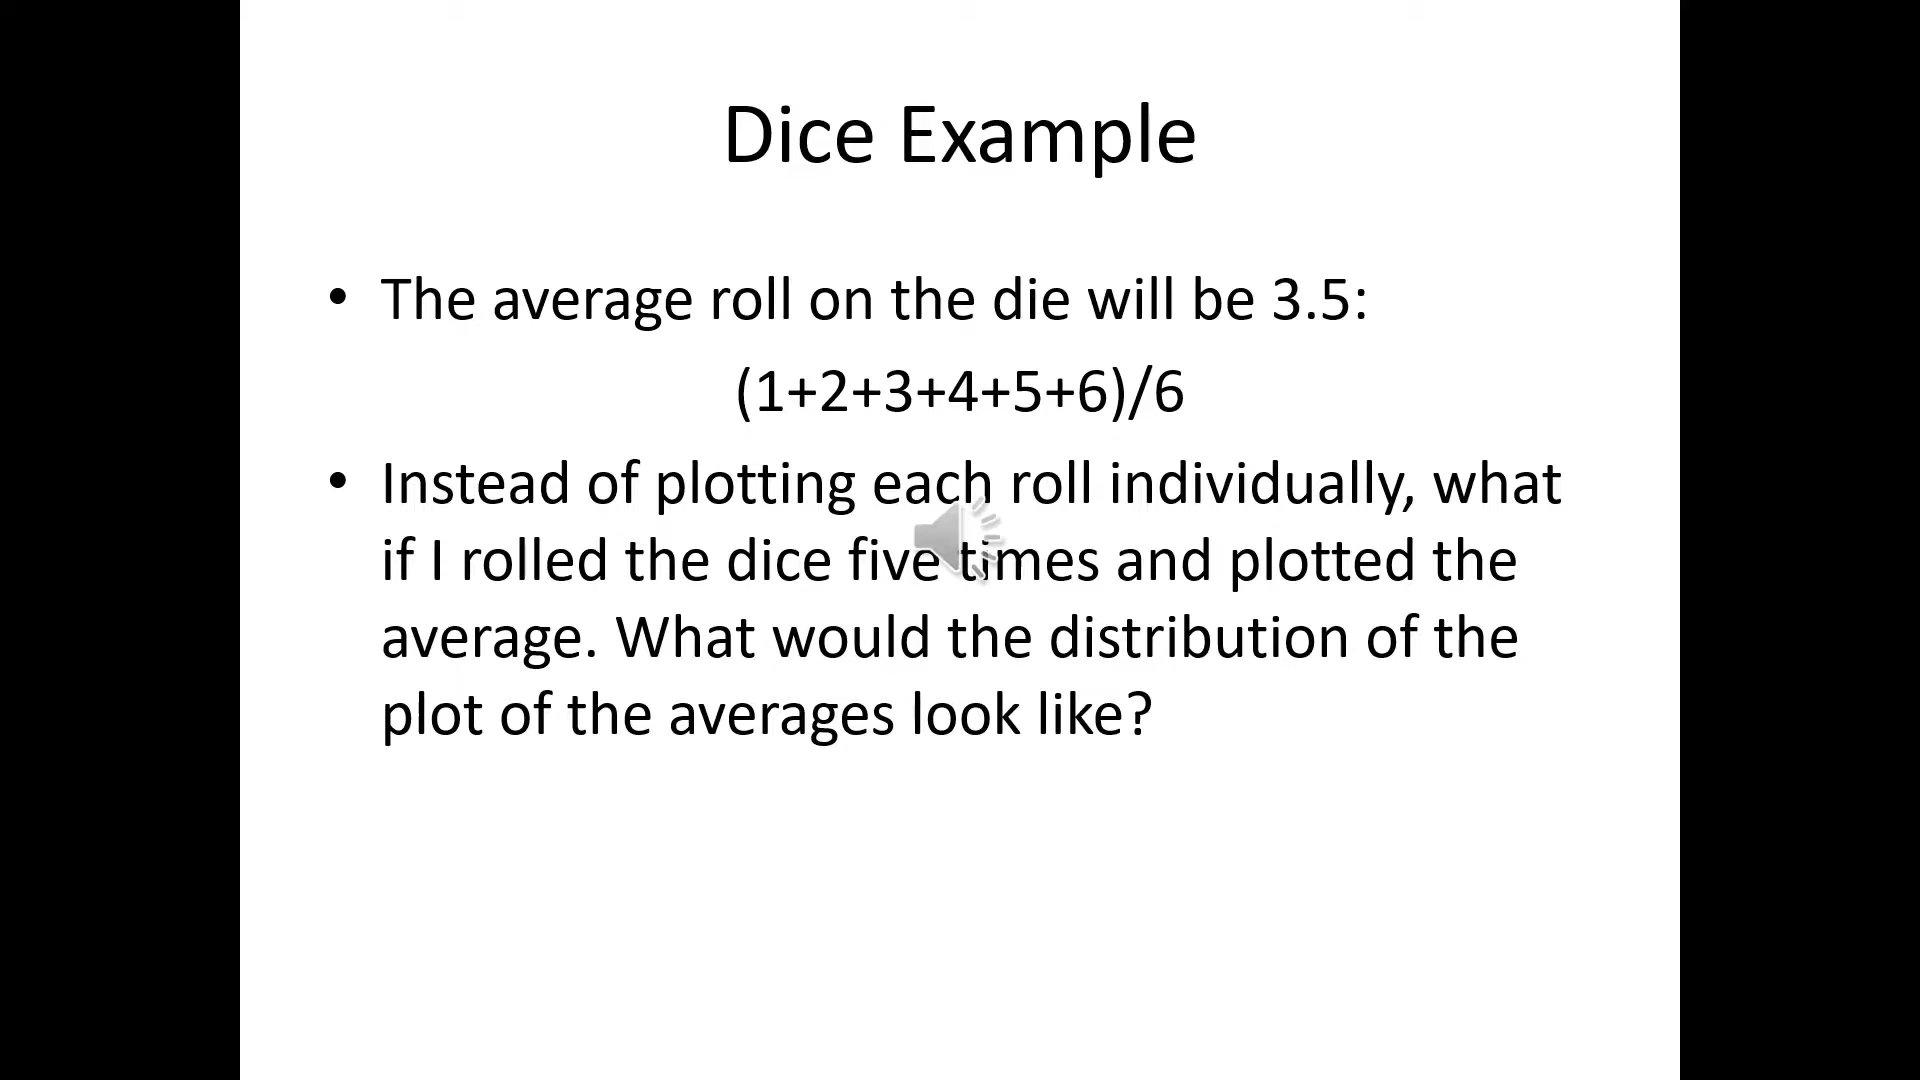 Dice Example
• The average roll on the die will be 3.5:
(1+2+3+4+5+6)/6
• Instead of plotting each roll individually, what
if I rolled the dice five times and plotted the
average. What would the distribution of the
plot of the averages look like?